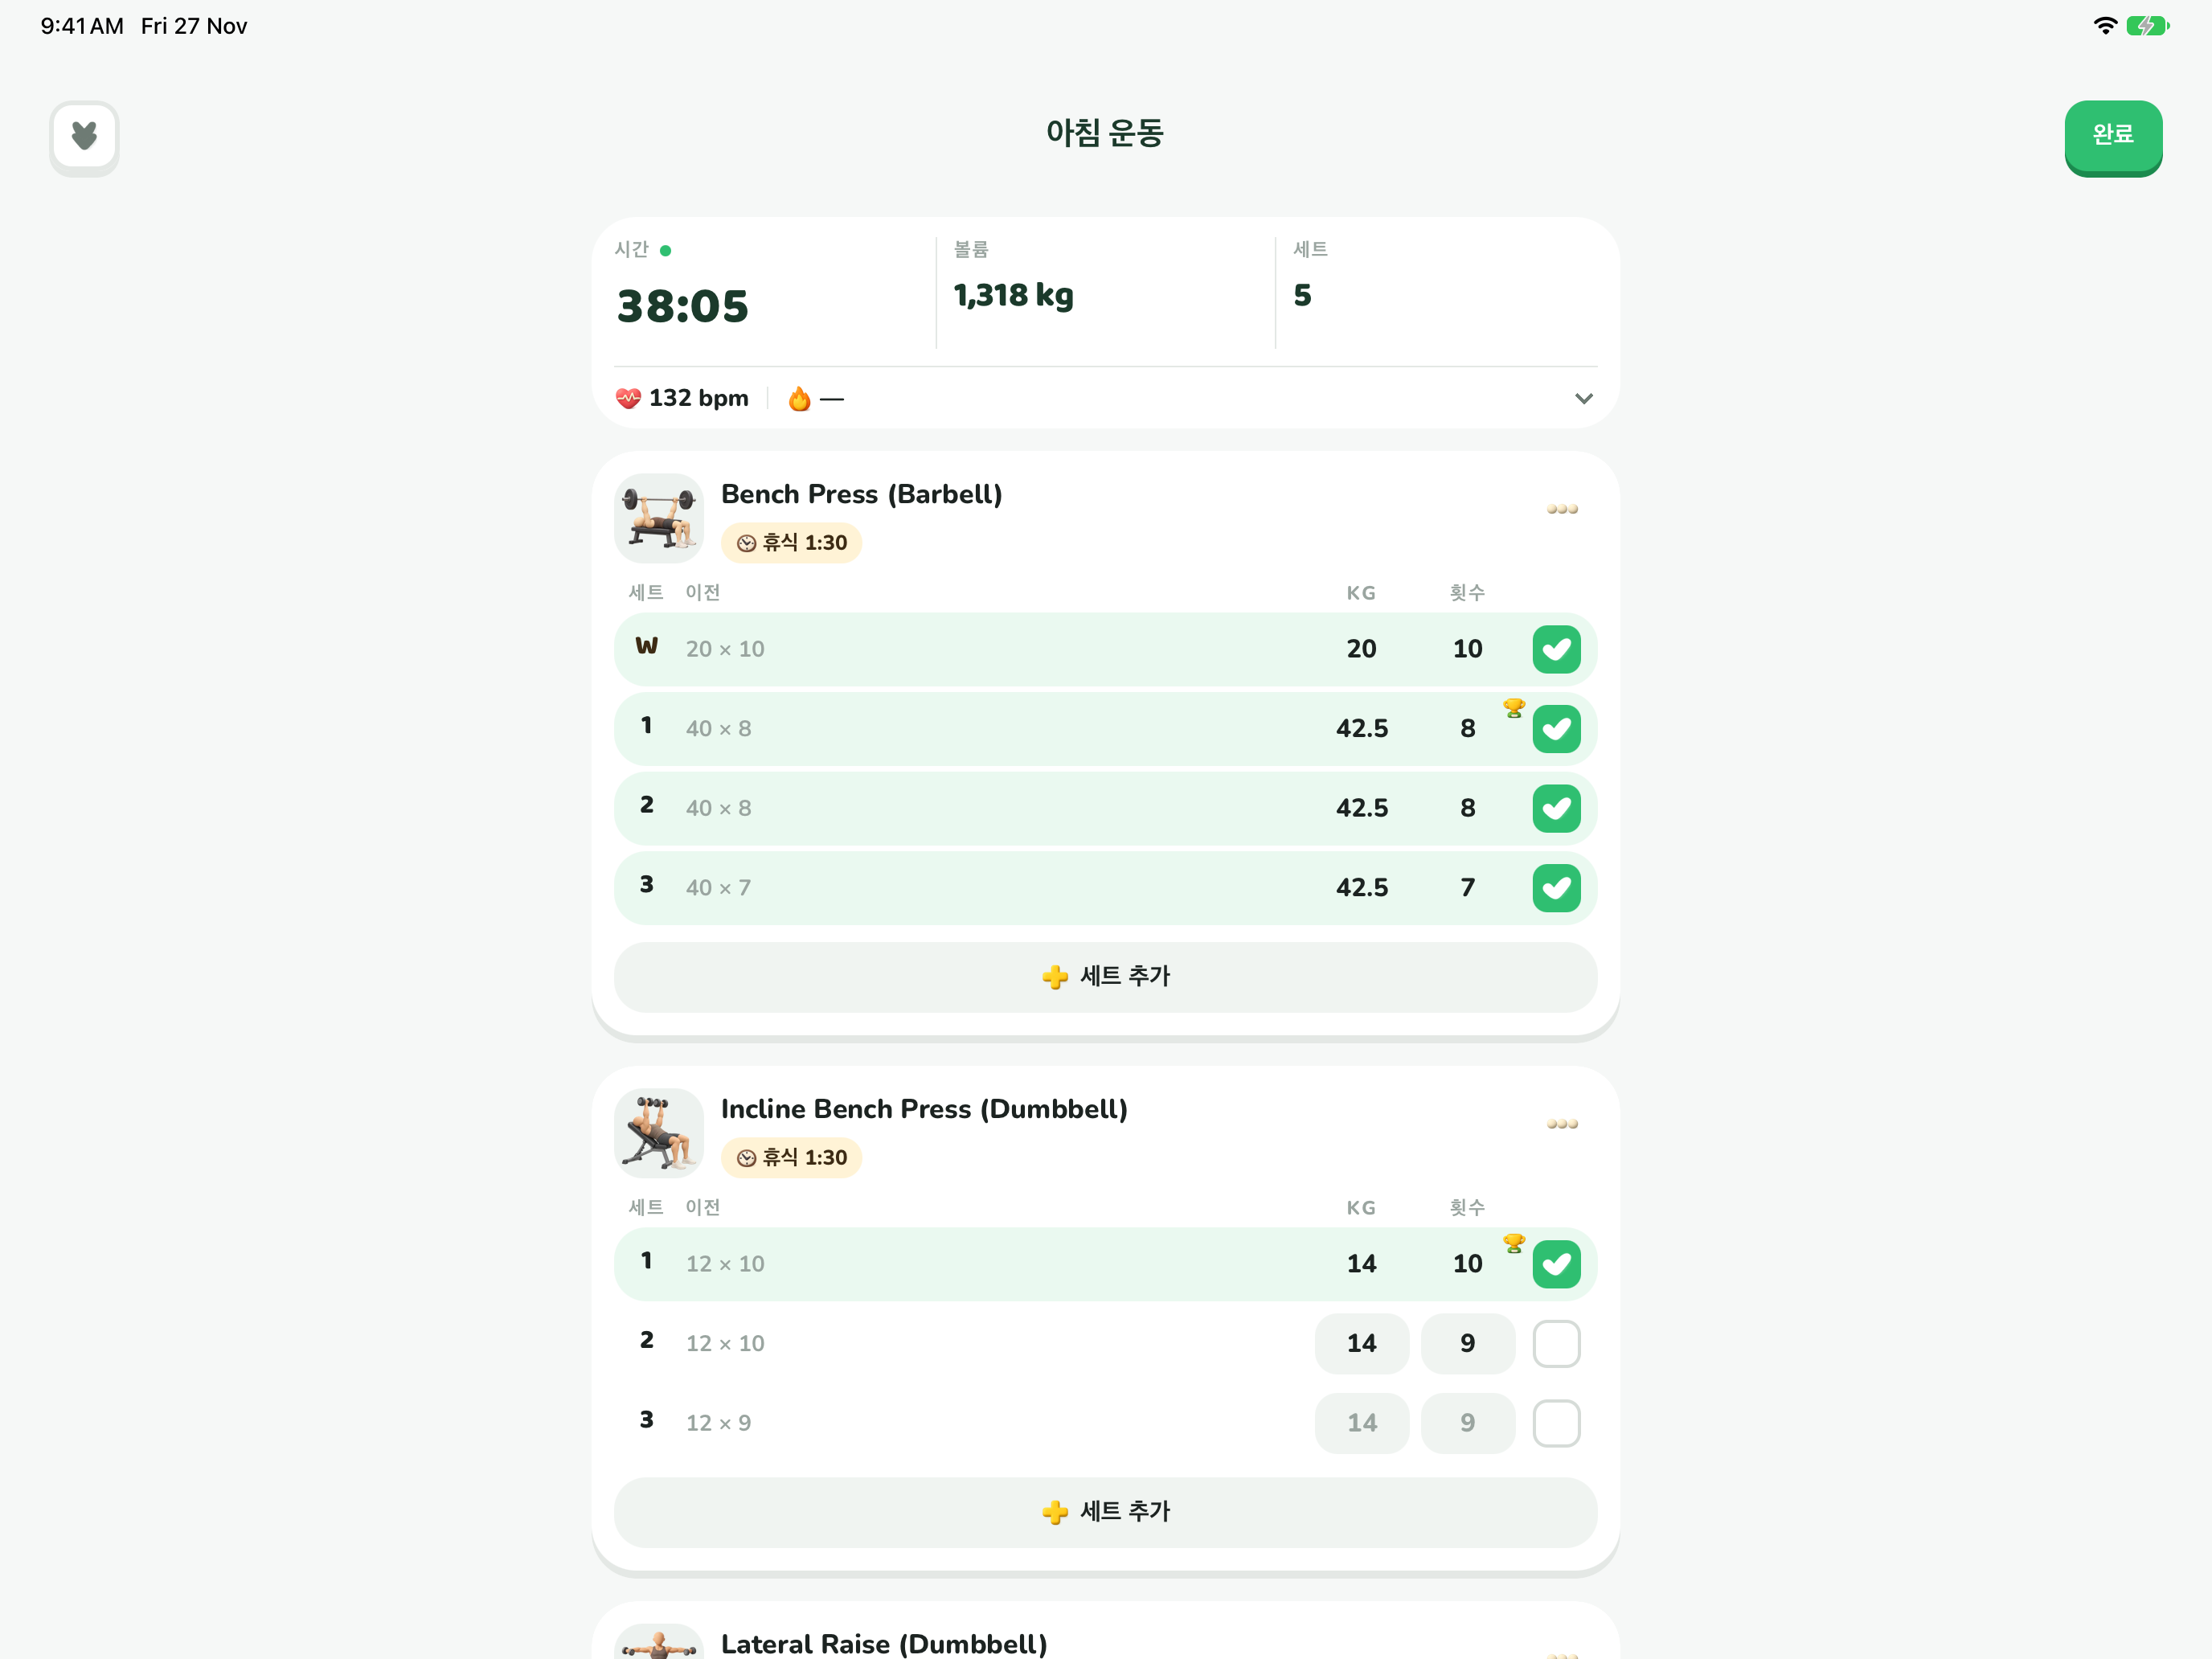 9:41 AM Fri 27 Nov
아침 운동
완료
시간
38:05
볼륨
1,318 kg
세트
5
132 bpm
—
Bench Press (Barbell)
휴식 1:30
세트 이전 KG 횟수
W 20 × 10 20 10
1 40 × 8 42.5 8
2 40 × 8 42.5 8
3 40 × 7 42.5 7
세트 추가
Incline Bench Press (Dumbbell)
휴식 1:30
세트 이전 KG 횟수
1 12 × 10 14 10
2 12 × 10 14 9
3 12 × 9 14 9
세트 추가
Lateral Raise (Dumbbell)